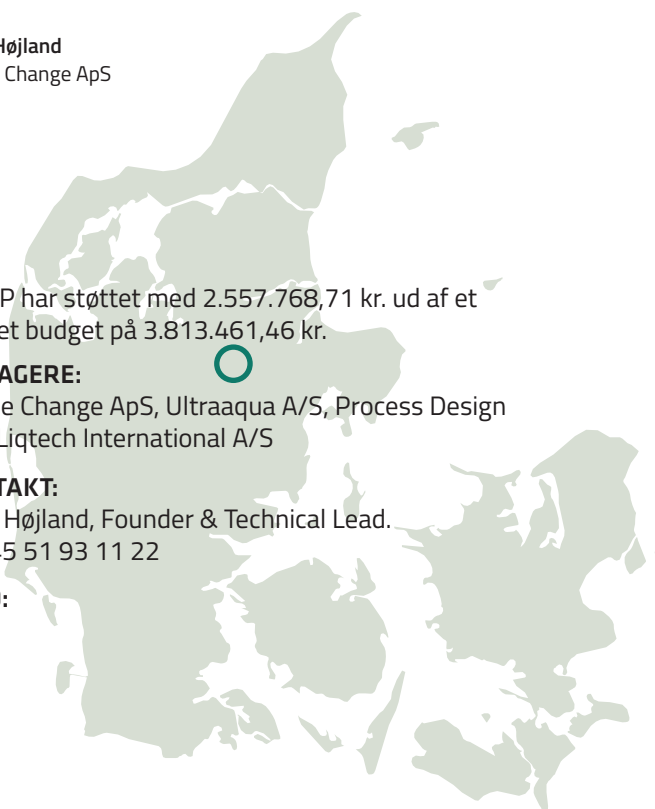 Højland
Change ApS
P har støttet med 2.557.768,71 kr. ud af et
et budget på 3.813.461,46 kr.
AGERE:
e Change ApS, Ultraaqua A/S, Process Design
Liqtech International A/S
TAKT:
Højland, Founder & Technical Lead.
45 51 93 11 22
: